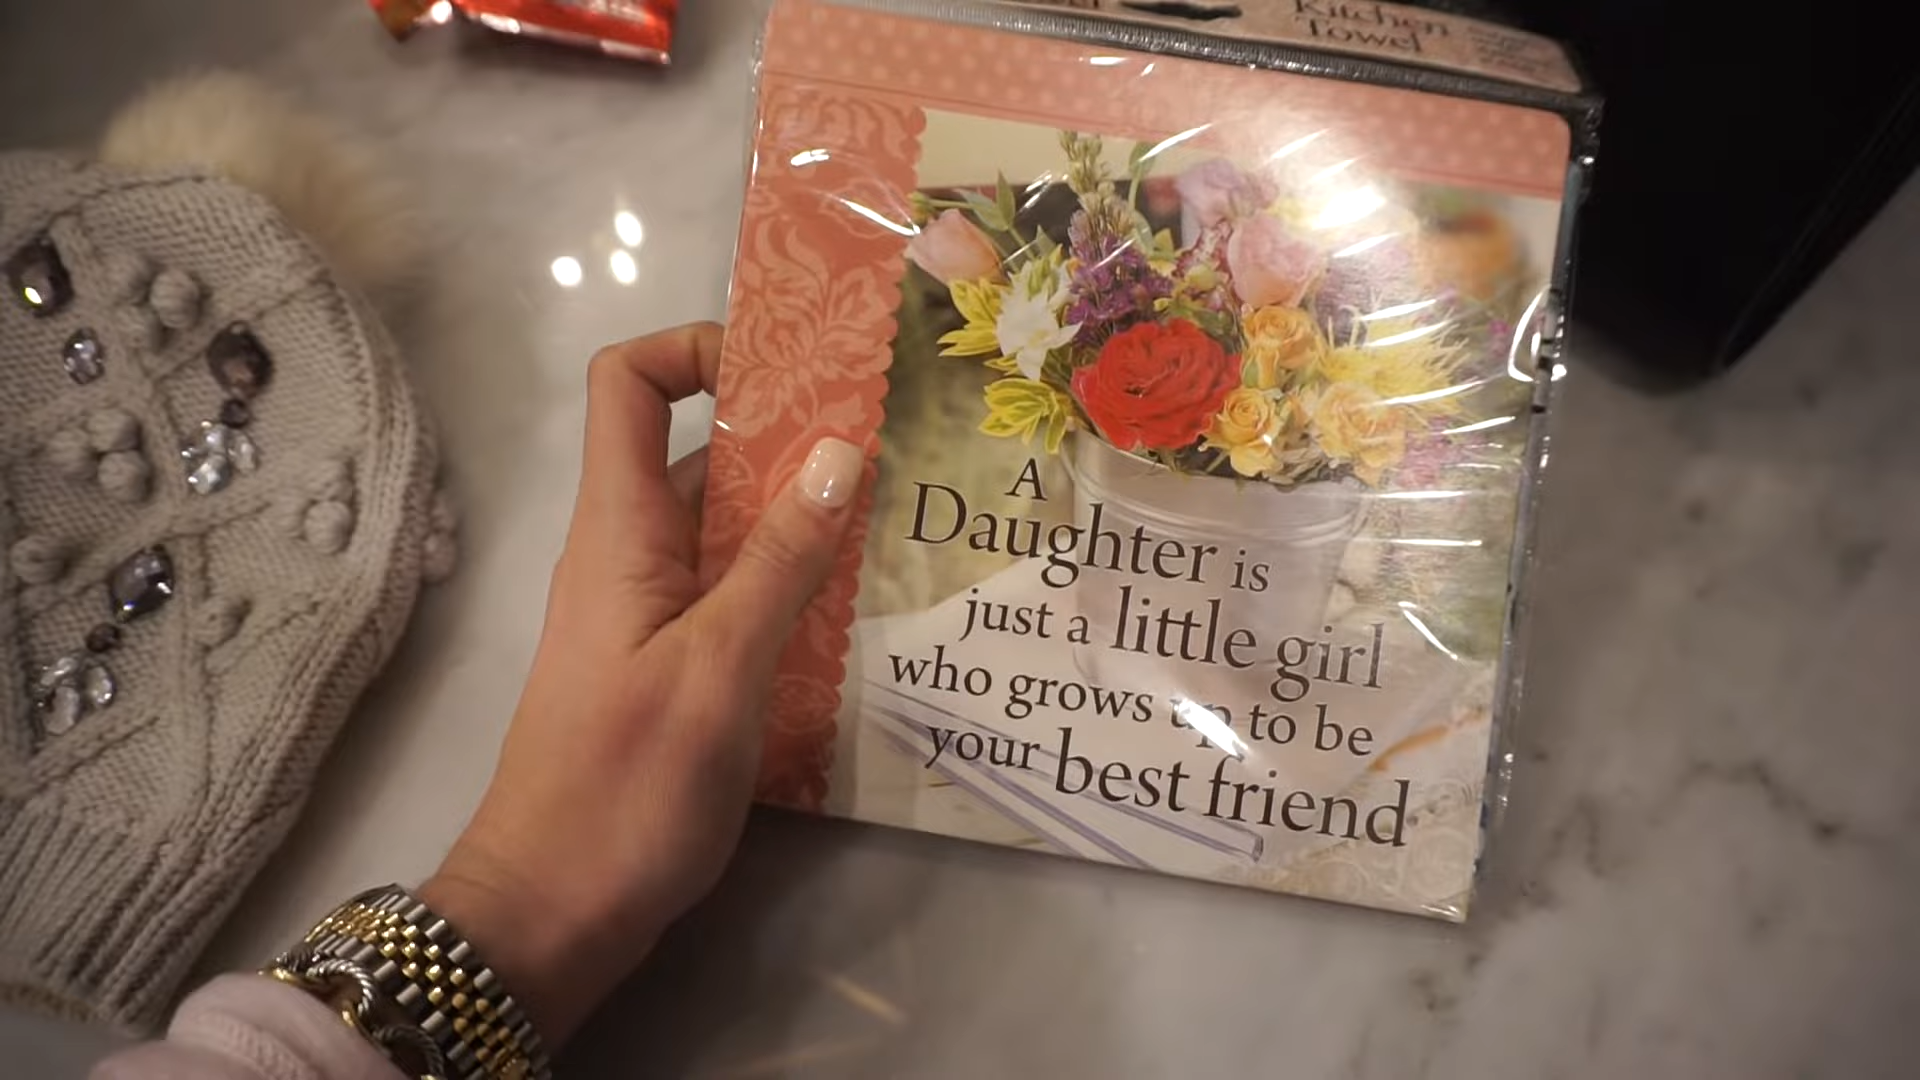 Kitchen
Towel
A
Daughter is
just a little girl
who grows up to be
your best friend